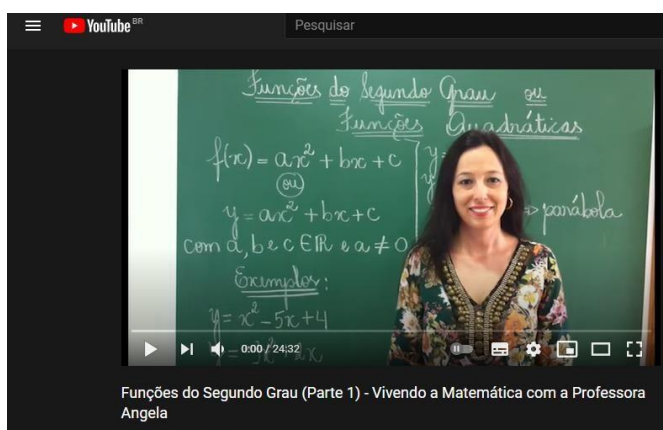 YouTube BR
Pesquisar
Funções do Segundo Grau ou
Funções Quadráticas
f(x) = ax² + bx + c
(ou)
y = ax² + bx + c
com a, b e c ∈ ℝ e a ≠ 0
y
y
=> parábola
Exemplos:
y = x² - 5x + 4
0:00 / 24:32
Funções do Segundo Grau (Parte 1) - Vivendo a Matemática com a Professora
Angela